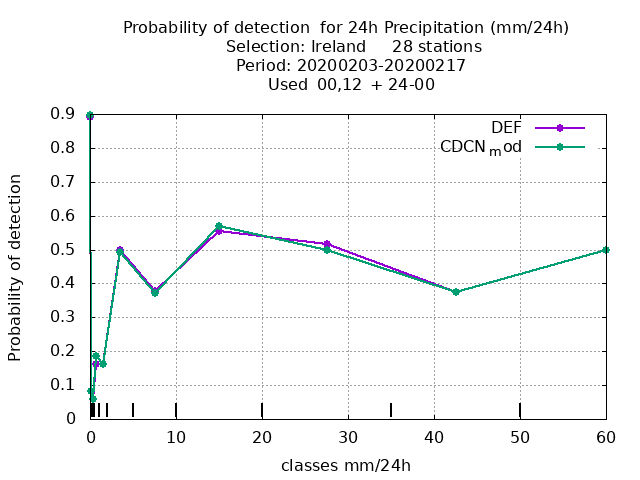 Probability of detection  for 24h Precipitation (mm/24h)
Selection: Ireland     28 stations
Period: 20200203-20200217
Used  00,12  + 24-00
DEF
CDCN_mod
Probability of detection
0.9
0.8
0.7
0.6
0.5
0.4
0.3
0.2
0.1
0
0 10 20 30 40 50 60
classes mm/24h